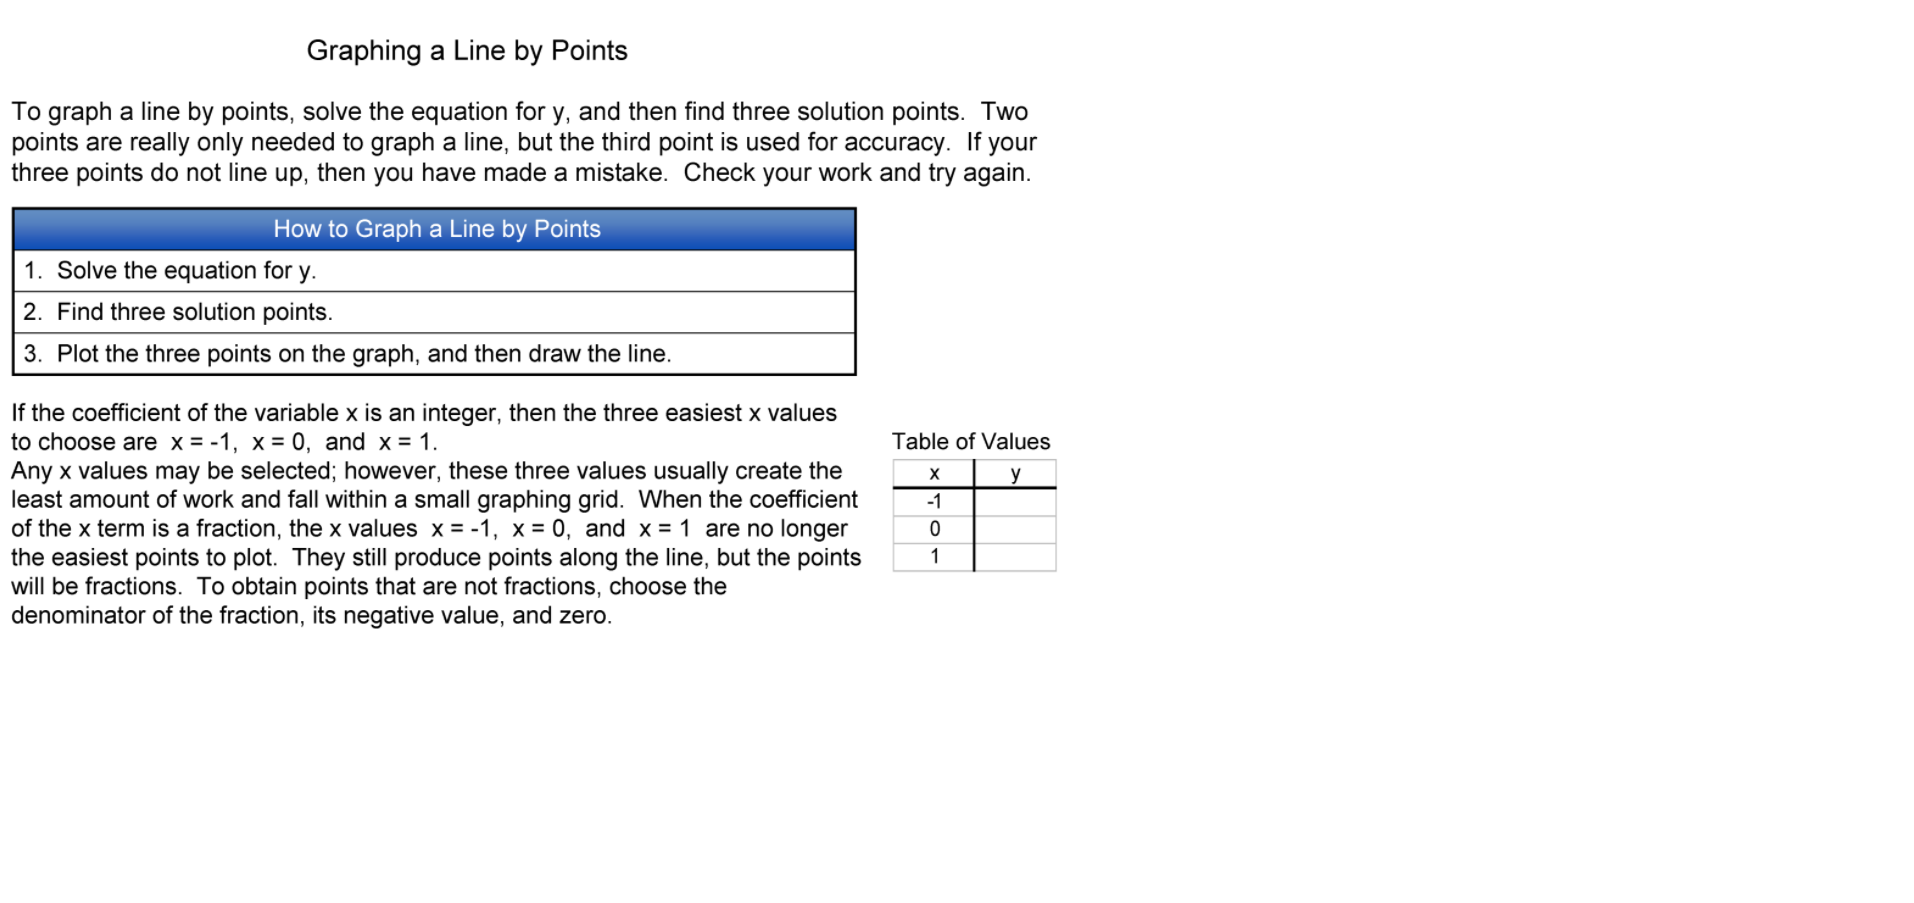 Graphing a Line by Points
To graph a line by points, solve the equation for y, and then find three solution points.  Two
points are really only needed to graph a line, but the third point is used for accuracy.  If your
three points do not line up, then you have made a mistake.  Check your work and try again.
How to Graph a Line by Points
1.  Solve the equation for y.
2.  Find three solution points.
3.  Plot the three points on the graph, and then draw the line.
If the coefficient of the variable x is an integer, then the three easiest x values
to choose are  x = -1,  x = 0,  and  x = 1.
Any x values may be selected; however, these three values usually create the
least amount of work and fall within a small graphing grid.  When the coefficient
of the x term is a fraction, the x values  x = -1,  x = 0,  and  x = 1  are no longer
the easiest points to plot.  They still produce points along the line, but the points
will be fractions.  To obtain points that are not fractions, choose the
denominator of the fraction, its negative value, and zero.
Table of Values
x y
-1
0
1